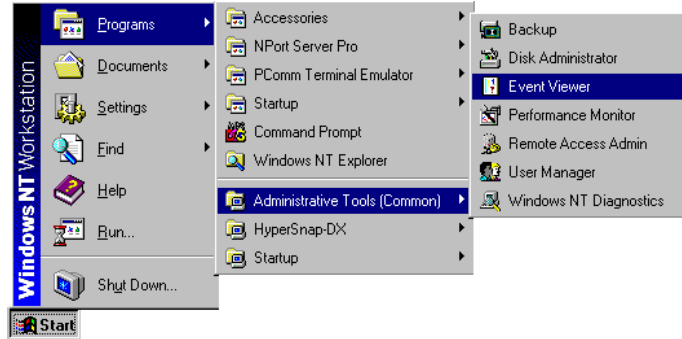 Windows NT Workstation
Programs
Documents
Settings
Find
Help
Run...
Shut Down...
Start
Accessories
NPort Server Pro
PComm Terminal Emulator
Startup
Command Prompt
Windows NT Explorer
Administrative Tools (Common)
HyperSnap-DX
Startup
Backup
Disk Administrator
Event Viewer
Performance Monitor
Remote Access Admin
User Manager
Windows NT Diagnostics